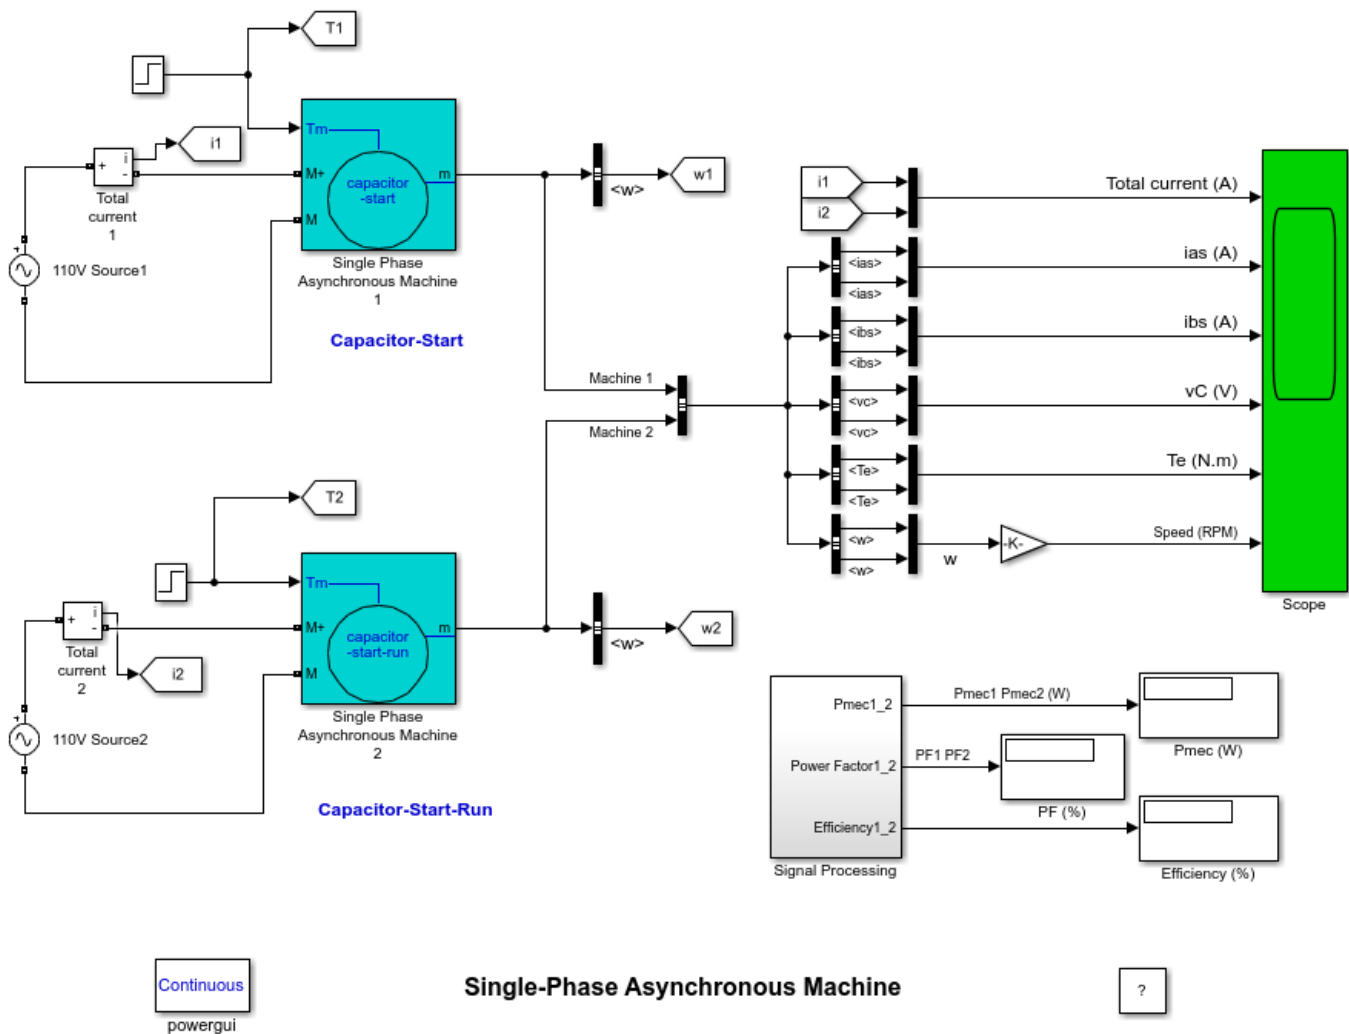 T1
i1
+
i
-
Total
current
1
Tm
M+
M
m
capacitor
-start
Single Phase
Asynchronous Machine
1
+
110V Source1
Capacitor-Start
<w>
w1
Machine 1
Machine 2
i1
i2
<ias>
<ias>
<ibs>
<ibs>
<vc>
<vc>
<Te>
<Te>
<w>
<w>
w
-K-
Total current (A)
ias (A)
ibs (A)
vC (V)
Te (N.m)
Speed (RPM)
Scope
T2
+
i
-
Total
current
2
i2
Tm
M+
M
m
capacitor
-start-run
Single Phase
Asynchronous Machine
2
+
110V Source2
Capacitor-Start-Run
<w>
w2
Pmec1_2
Power Factor1_2
Efficiency1_2
Signal Processing
Pmec1 Pmec2 (W)
PF1 PF2
Pmec (W)
PF (%)
Efficiency (%)
Continuous
powergui
Single-Phase Asynchronous Machine
?